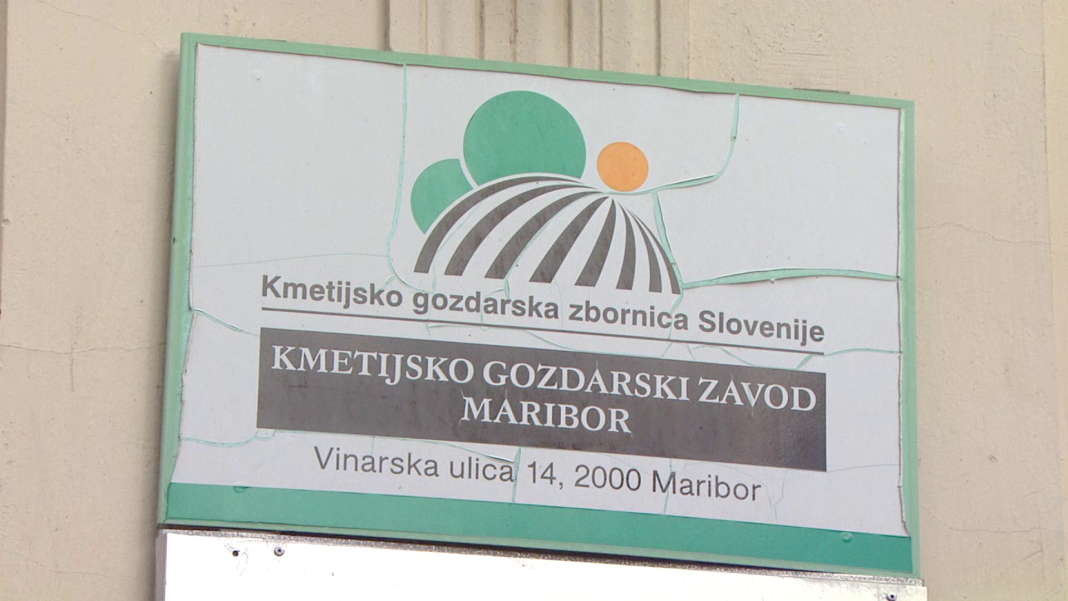 Kmetijsko gozdarska zbornica Slovenije
KMETIJSKO GOZDARSKI ZAVOD
MARIBOR
Vinarska ulica 14, 2000 Maribor